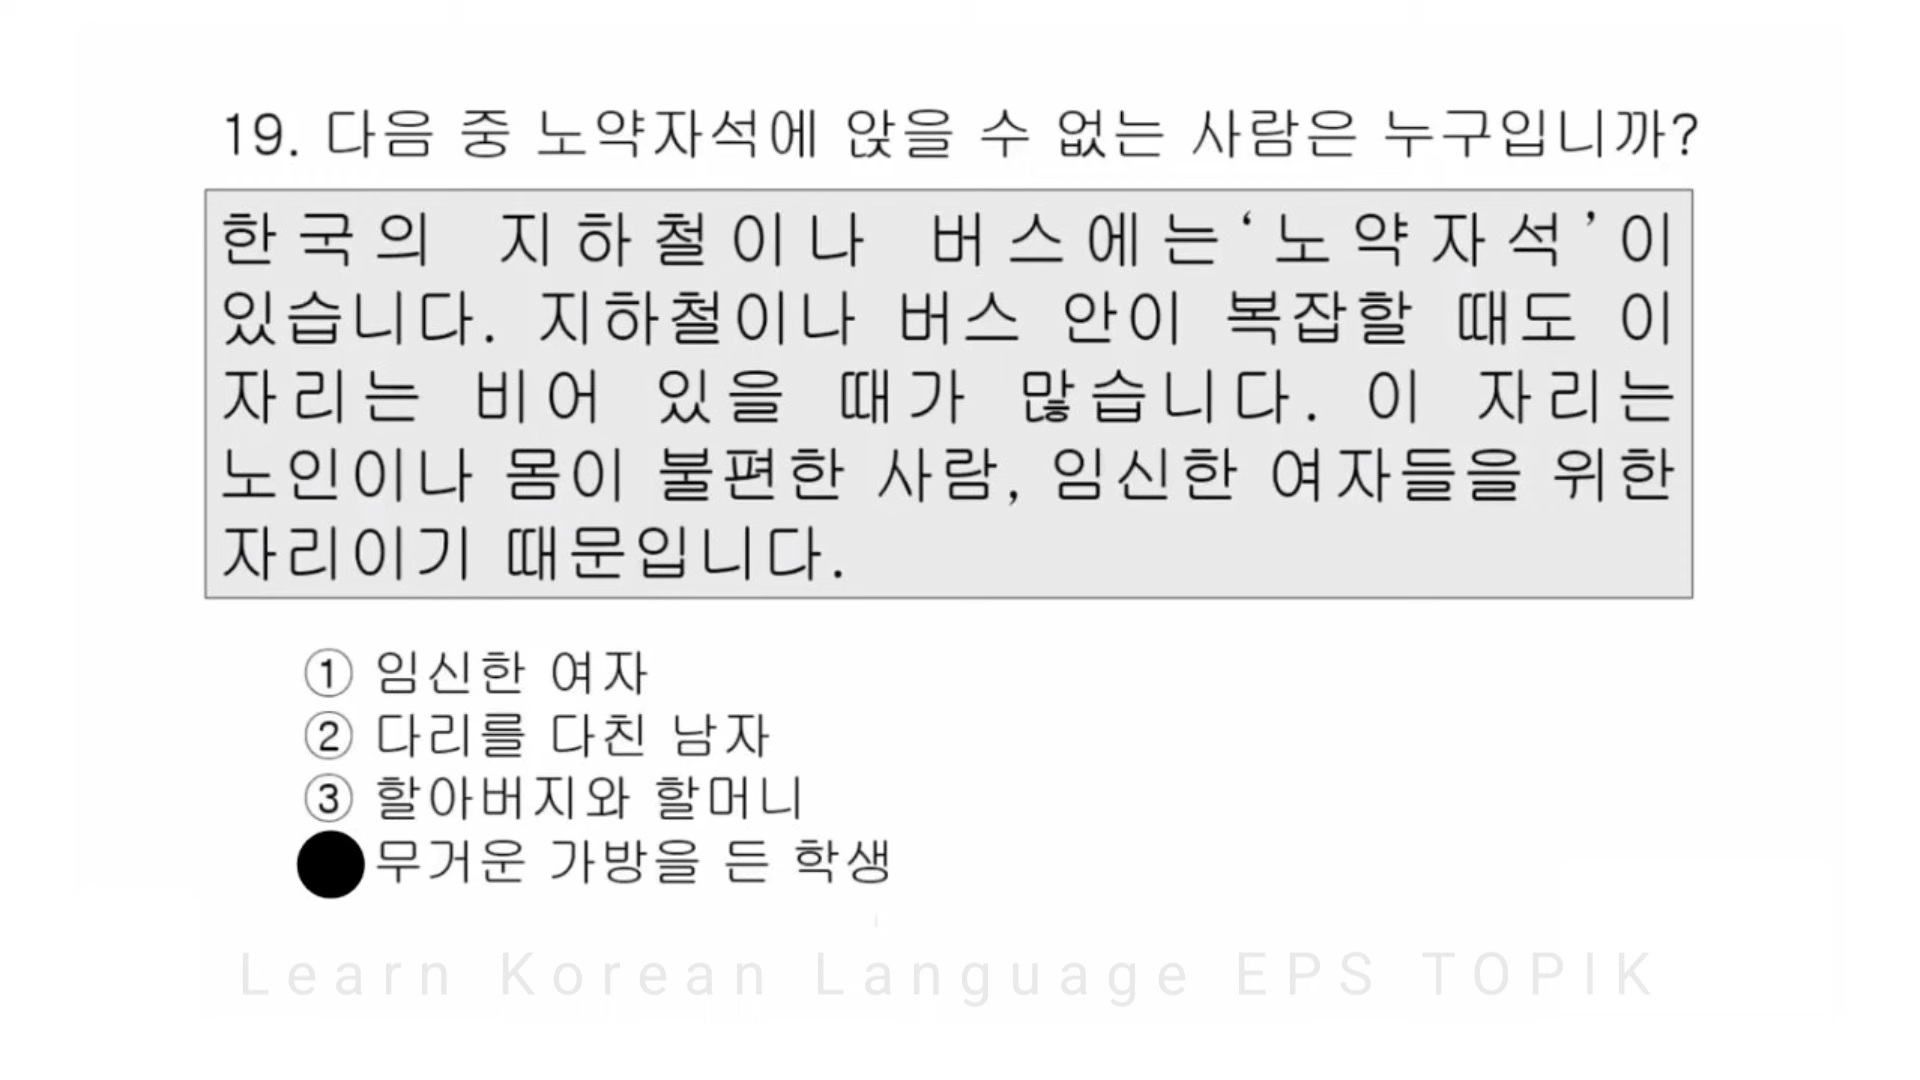 19. 다음 중 노약자석에 앉을 수 없는 사람은 누구입니까?
한국의 지하철이나 버스에는‘노약자석’이
있습니다. 지하철이나 버스 안이 복잡할 때도 이
자리는 비어 있을 때가 많습니다. 이 자리는
노인이나 몸이 불편한 사람, 임신한 여자들을 위한
자리이기 때문입니다.
① 임신한 여자
② 다리를 다친 남자
③ 할아버지와 할머니
무거운 가방을 든 학생
Learn Korean Language EPS TOPIK